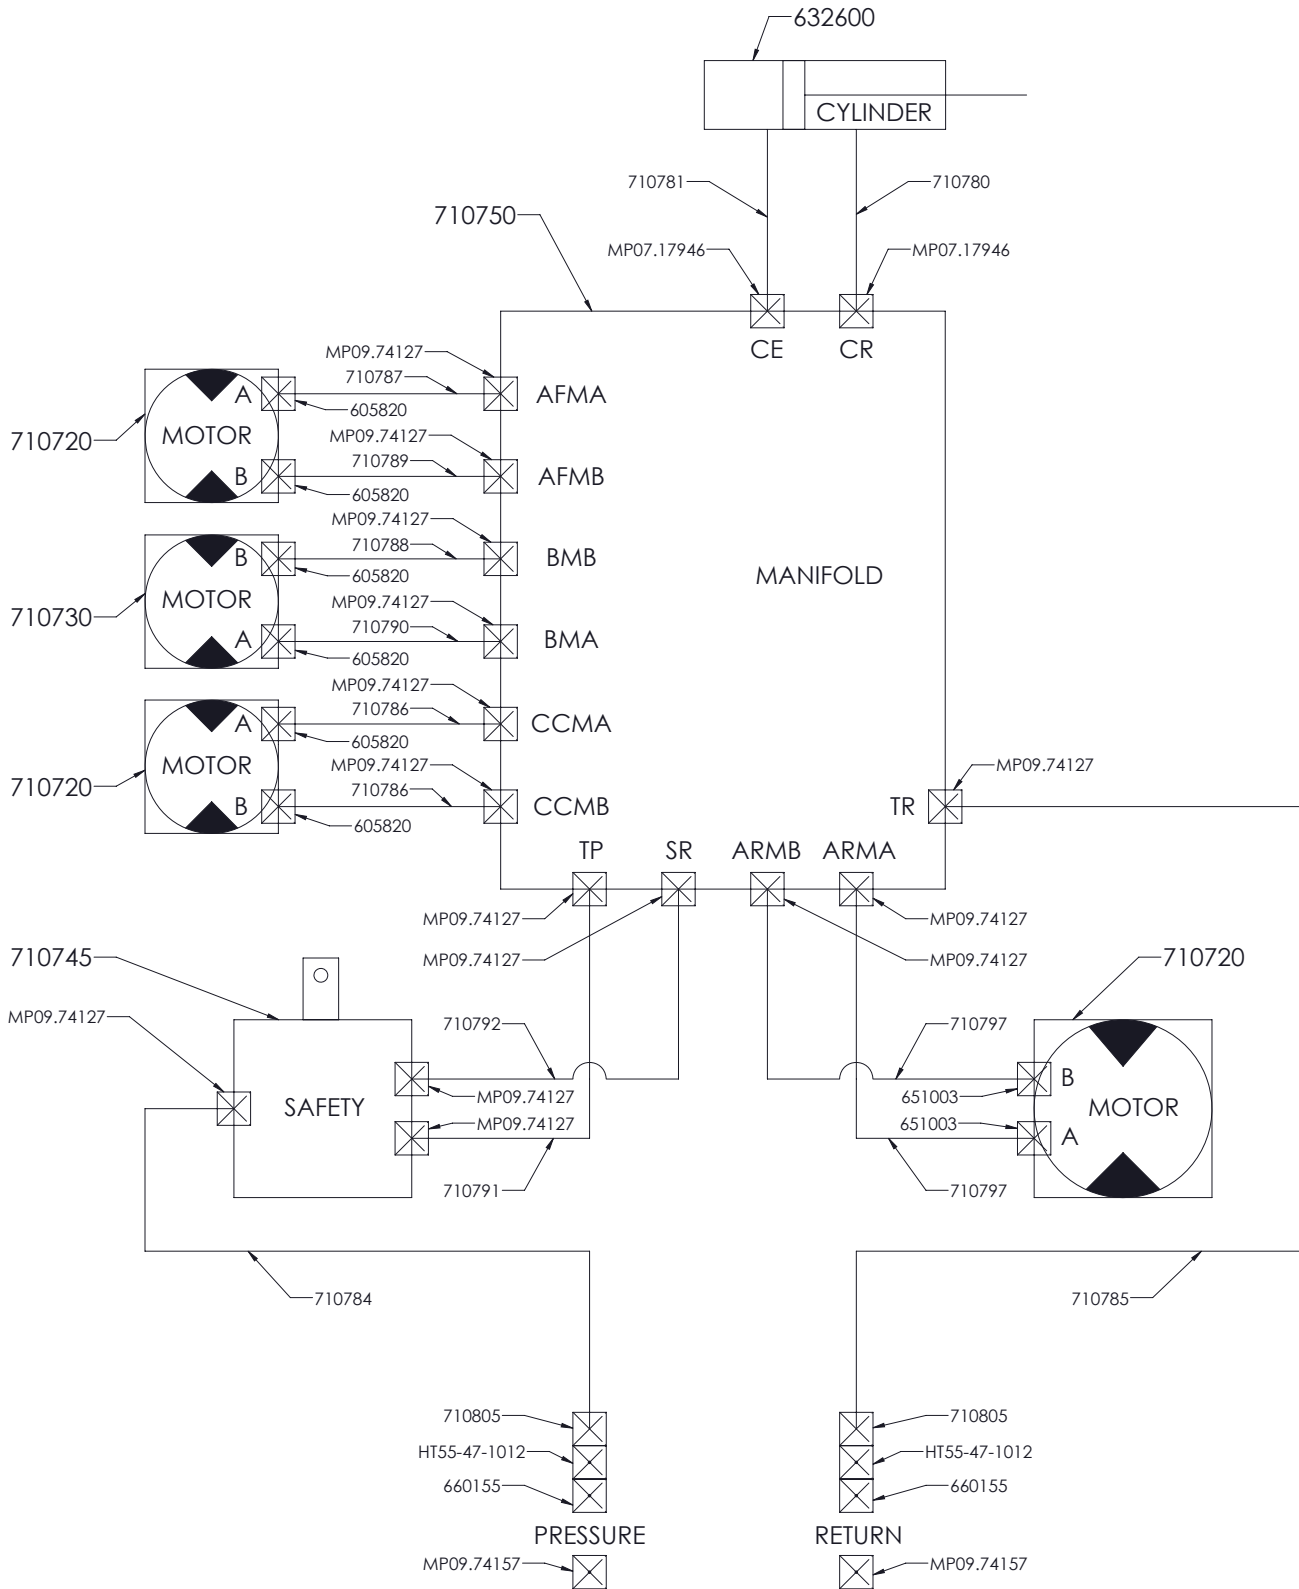 632600
CYLINDER
710781
710780
710750
MP07.17946
MP07.17946
CE
CR
MP09.74127
710787
A
AFMA
605820
710720
MOTOR
MP09.74127
710789
B
AFMB
605820
MP09.74127
710788
B
BMB
605820
MANIFOLD
710730
MOTOR
MP09.74127
710790
A
BMA
605820
MP09.74127
710786
A
CCMA
605820
710720
MOTOR
MP09.74127
MP09.74127
710786
B
CCMB
TR
605820
TP
SR
ARMB
ARMA
MP09.74127
MP09.74127
MP09.74127
MP09.74127
710745
710720
MP09.74127
710792
710797
B
MP09.74127
651003
SAFETY
MOTOR
MP09.74127
651003
A
710791
710797
710784
710785
710805
710805
HT55-47-1012
HT55-47-1012
660155
660155
PRESSURE
RETURN
MP09.74157
MP09.74157